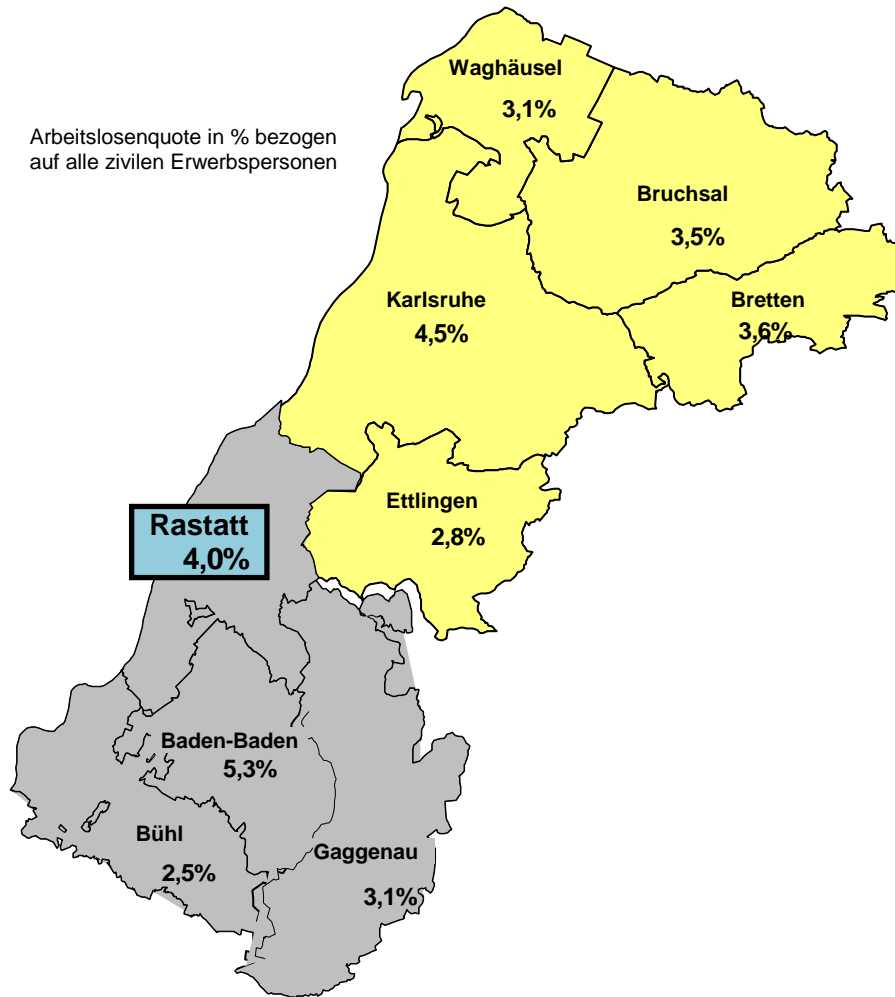 Waghäusel
3,1%
Arbeitslosenquote in % bezogen
auf alle zivilen Erwerbspersonen
Bruchsal
3,5%
Karlsruhe
4,5%
Bretten
3,6%
Ettlingen
2,8%
Rastatt
4,0%
Baden-Baden
5,3%
Bühl
2,5%
Gaggenau
3,1%